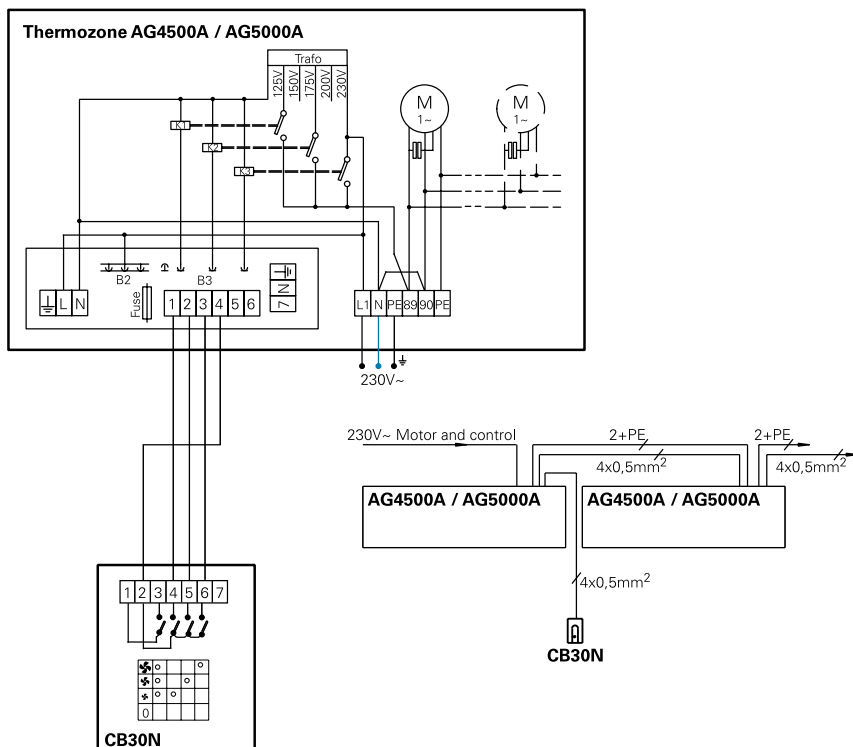 Thermozone AG4500A / AG5000A
Trafo
125V 150V 175V 200V 230V
M
1~
M
1~
K1
K2
K3
B2
B3
Fuse
L N
1 2 3 4 5 6
7 N
L1 N PE 89 90 PE
230V~
230V~ Motor and control
2+PE
2+PE
4x0,5mm²
4x0,5mm²
AG4500A / AG5000A
AG4500A / AG5000A
4x0,5mm²
CB30N
1 2 3 4 5 6 7
0
CB30N